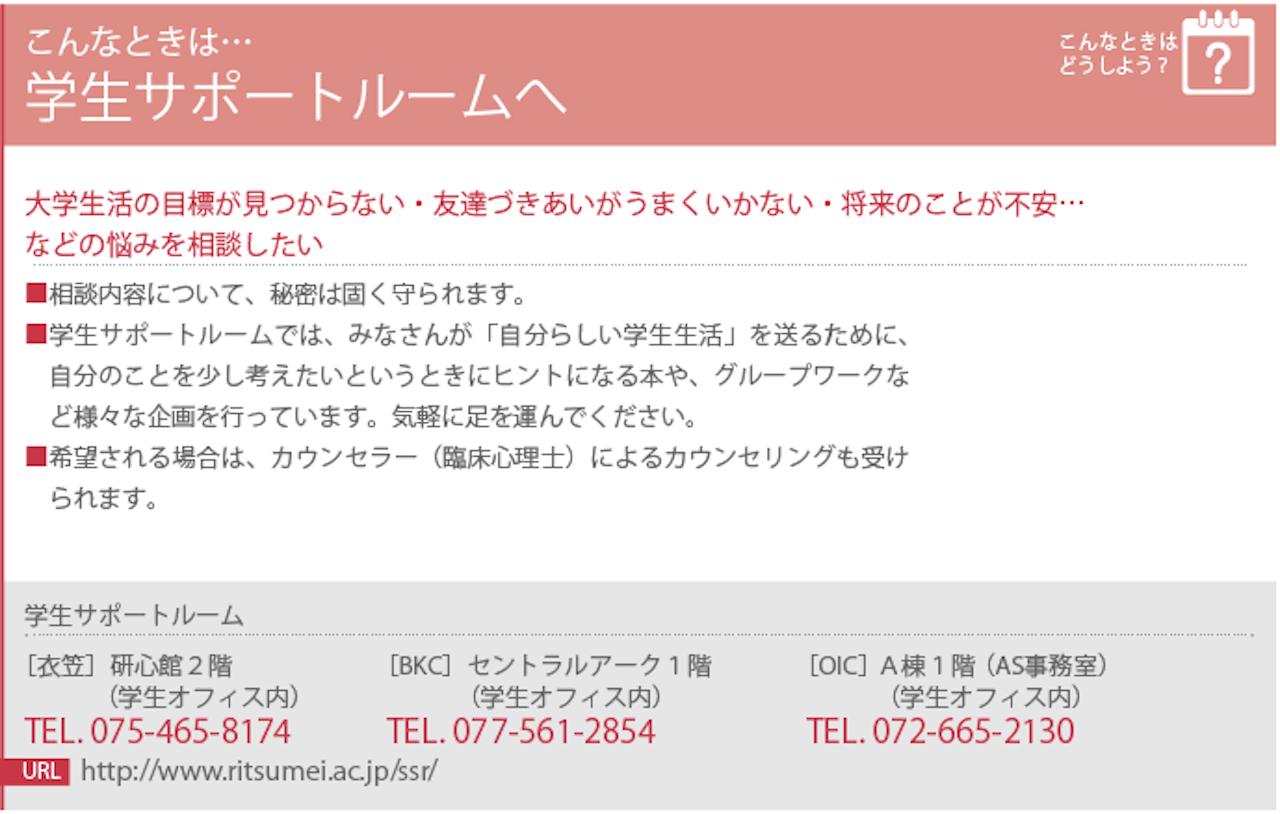 こんなときは…
学生サポートルームへ
こんなときは
どうしよう？
?
大学生活の目標が見つからない・友達づきあいがうまくいかない・将来のことが不安…
などの悩みを相談したい
■相談内容について、秘密は固く守られます。
■学生サポートルームでは、みなさんが「自分らしい学生生活」を送るために、
自分のことを少し考えたいというときにヒントになる本や、グループワークな
ど様々な企画を行っています。気軽に足を運んでください。
■希望される場合は、カウンセラー（臨床心理士）によるカウンセリングも受け
られます。
学生サポートルーム
［衣笠］研心館２階
（学生オフィス内）
TEL. 075-465-8174
［BKC］セントラルアーク１階
（学生オフィス内）
TEL. 077-561-2854
［OIC］Ａ棟１階（AS事務室）
（学生オフィス内）
TEL. 072-665-2130
URL http://www.ritsumei.ac.jp/ssr/